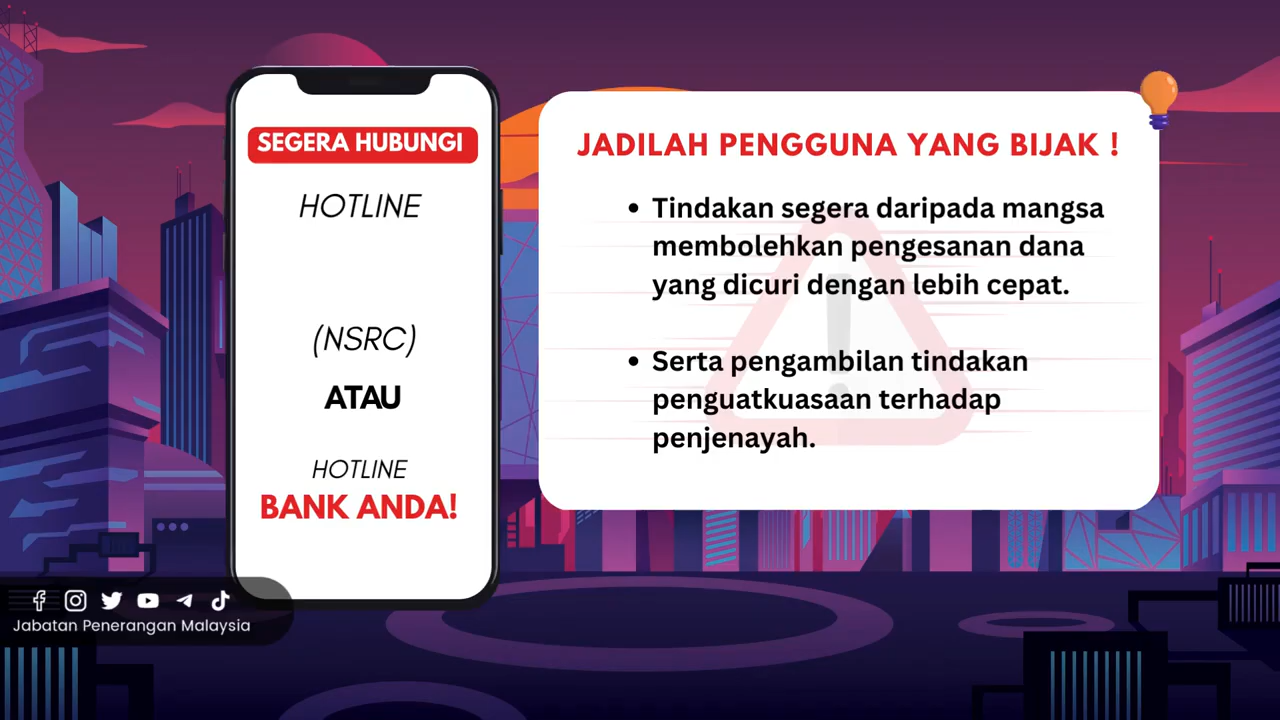 SEGERA HUBUNGI
HOTLINE
(NSRC)
ATAU
HOTLINE
BANK ANDA!
JADILAH PENGGUNA YANG BIJAK !
• Tindakan segera daripada mangsa
membolehkan pengesanan dana
yang dicuri dengan lebih cepat.
• Serta pengambilan tindakan
penguatkuasaan terhadap
penjenayah.
Jabatan Penerangan Malaysia